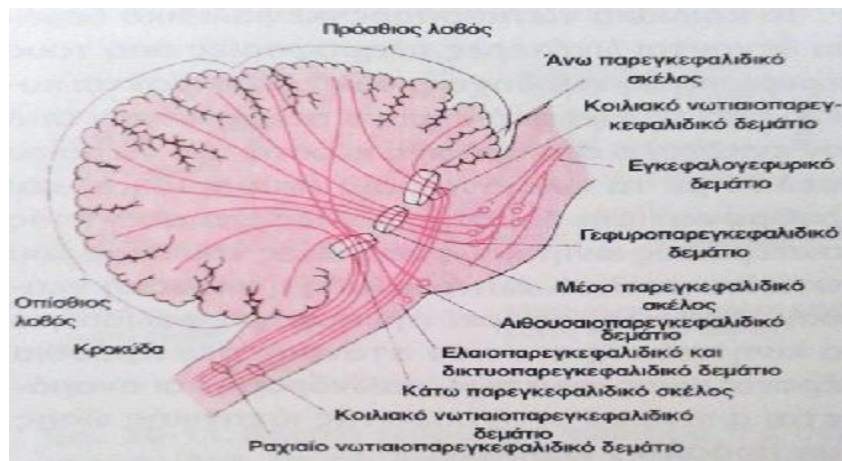 Πρόσθιος λοβός
Άνω παρεγκεφαλιδικό
σκέλος
Κοιλιακό νωτιαιοπαρεγ-
κεφαλιδικό δεμάτιο
Εγκεφαλογεφυρικό
δεμάτιο
Γεφυροπαρεγκεφαλιδικό
δεμάτιο
Μέσο παρεγκεφαλιδικό
σκέλος
Οπίσθιος
λοβός
Αιθουσαιοπαρεγκεφαλιδικό
δεμάτιο
Κροκύδα
Ελαιοπαρεγκεφαλιδικό και
δικτυοπαρεγκεφαλιδικό δεμάτιο
Κάτω παρεγκεφαλιδικό σκέλος
Κοιλιακό νωτιαιοπαρεγκεφαλιδικό
δεμάτιο
Ραχιαίο νωτιαιοπαρεγκεφαλιδικό δεμάτιο